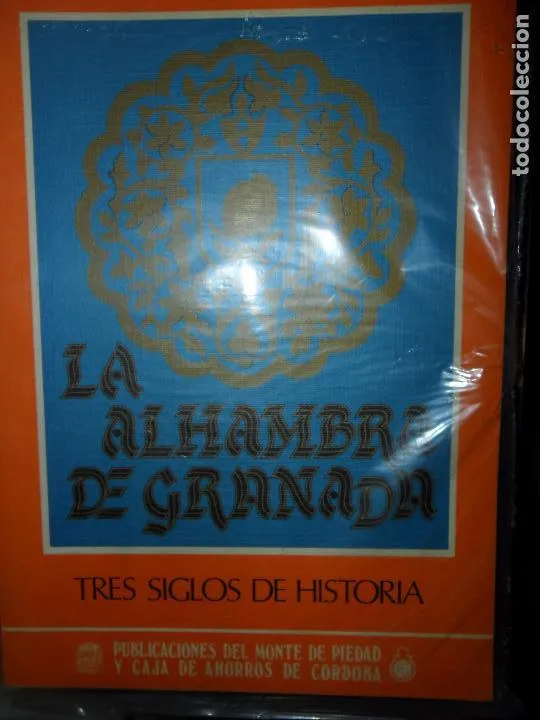 LA
ALHAMBRA
DE GRANADA
TRES SIGLOS DE HISTORIA
PUBLICACIONES DEL MONTE DE PIEDAD
Y CAJA DE AHORROS DE CORDOBA
todocoleccion